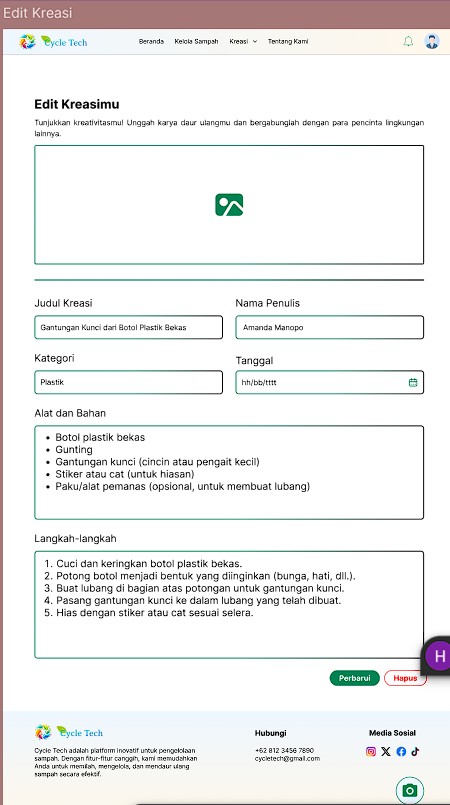 Edit Kreasi
Cycle Tech
Beranda Kelola Sampah Kreasi Tentang Kami
Edit Kreasimu
Tunjukkan kreativitasmu! Unggah karya daur ulangmu dan bergabunglah dengan para pencinta lingkungan
lainnya.
Judul Kreasi Nama Penulis
Gantungan Kunci dari Botol Plastik Bekas Amanda Manopo
Kategori Tanggal
Plastik hh/bb/tttt
Alat dan Bahan
• Botol plastik bekas
• Gunting
• Gantungan kunci (cincin atau pengait kecil)
• Stiker atau cat (untuk hiasan)
• Paku/alat pemanas (opsional, untuk membuat lubang)
Langkah-langkah
1. Cuci dan keringkan botol plastik bekas.
2. Potong botol menjadi bentuk yang diinginkan (bunga, hati, dll.).
3. Buat lubang di bagian atas potongan untuk gantungan kunci.
4. Pasang gantungan kunci ke dalam lubang yang telah dibuat.
5. Hias dengan stiker atau cat sesuai selera.
H
Perbarui Hapus
Cycle Tech
Cycle Tech adalah platform inovatif untuk pengelolaan
sampah. Dengan fitur-fitur canggih, kami memudahkan
Anda untuk memilah, mengelola, dan mendaur ulang
sampah secara efektif.
Hubungi
+62 812 3456 7890
cycletech@gmail.com
Media Sosial